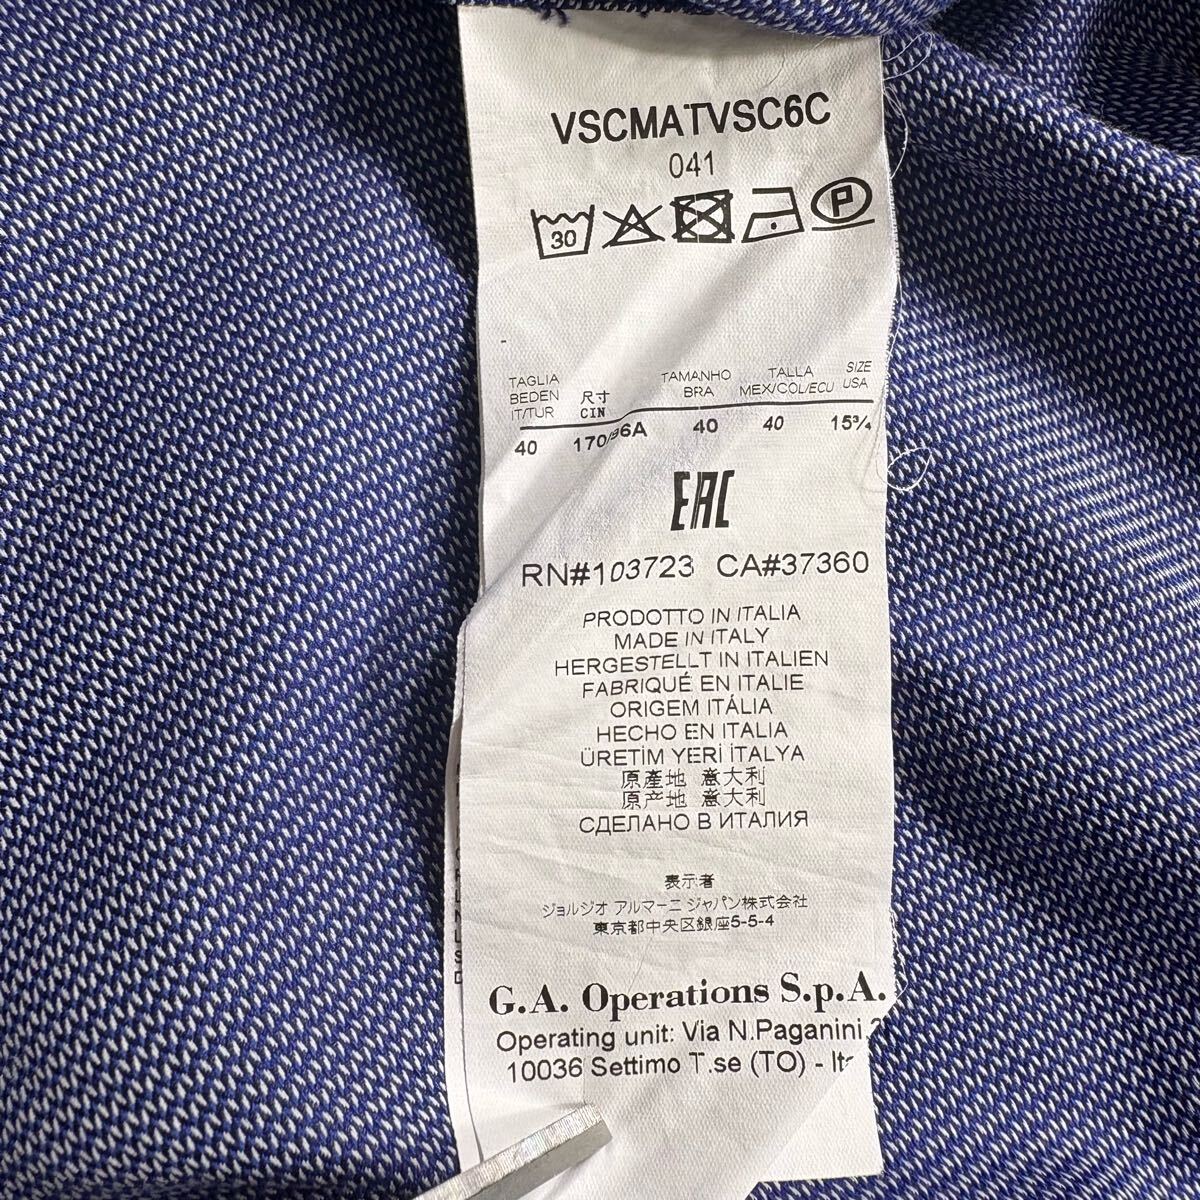 VSCMATVSC6C
041
30 P
TAGLIA
BEDEN
IT/TUR
尺寸
CIN
TAMANHO
BRA
TALLA
MEX/COL/ECU
SIZE
USA
40 170/96A 40 40 15¾
EAC
RN#103723 CA#37360
PRODOTTO IN ITALIA
MADE IN ITALY
HERGESTELLT IN ITALIEN
FABRIQUÉ EN ITALIE
ORIGEM ITÁLIA
HECHO EN ITALIA
ÜRETİM YERİ İTALYA
原產地 意大利
原产地 意大利
СДЕЛАНО В ИТАЛИЯ
表示者
ジョルジオ アルマーニ ジャパン株式会社
東京都中央区銀座5-5-4
G.A. Operations S.p.A.
Operating unit: Via N.Paganini,
10036 Settimo T.se (TO) -